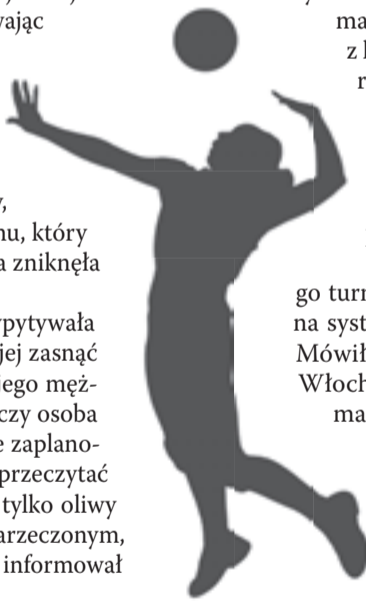 wając
ma
z
nu, który
a zniknęła
ypytywała
jej zasnąć
jego męż-
czy osoba
e zaplano-
przeczytać
tylko oliwy
arzeczonym,
informował
go turn
na syst
Mówił
Włoch
ma